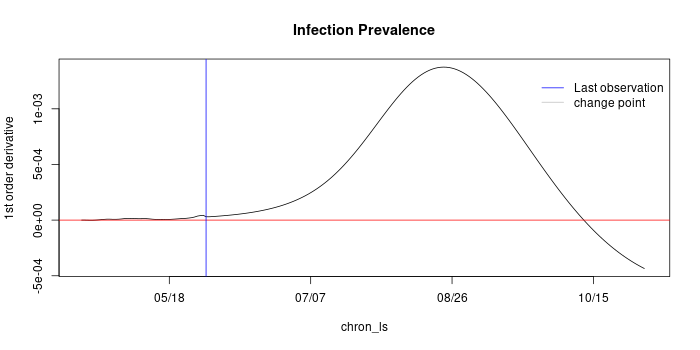 Infection Prevalence
1st order derivative
1e-03
5e-04
0e+00
-5e-04
Last observation
change point
05/18
07/07
08/26
10/15
chron_ls